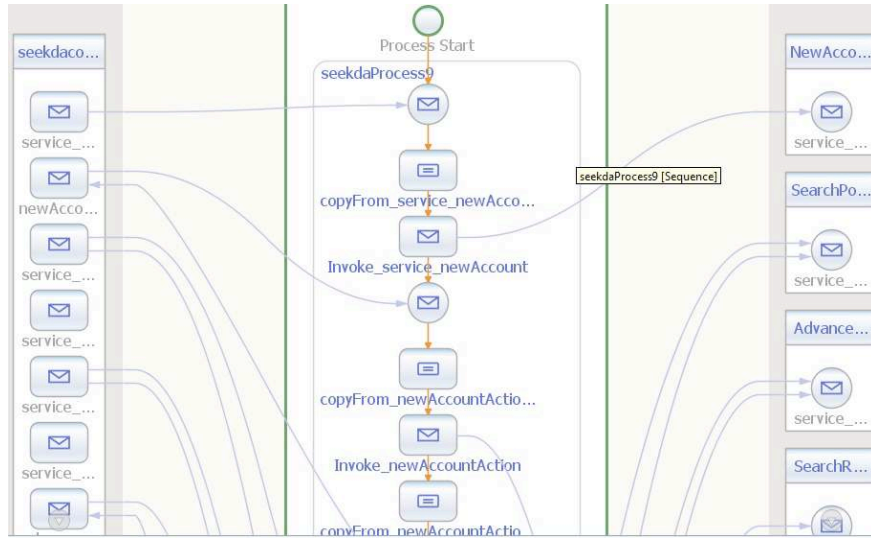 seekdaco...
service_...
newAcco...
service_...
service_...
service_...
service_...
Process Start
seekdaProcess9
copyFrom_service_newAcco...
Invoke_service_newAccount
copyFrom_newAccountActio...
Invoke_newAccountAction
copyFrom_newAccountActio...
seekdaProcess9 [Sequence]
NewAcco...
service_...
SearchPo...
service_...
Advance...
service_...
SearchR...